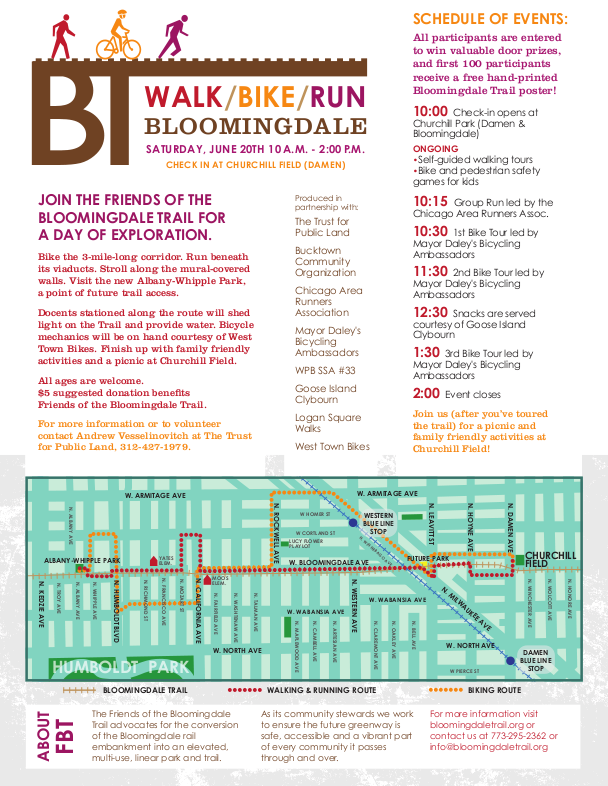 BT
WALK/BIKE/RUN
BLOOMINGDALE
SATURDAY, JUNE 20TH 10 A.M. - 2:00 P.M.
CHECK IN AT CHURCHILL FIELD (DAMEN)
JOIN THE FRIENDS OF THE
BLOOMINGDALE TRAIL FOR
A DAY OF EXPLORATION.
Bike the 3-mile-long corridor. Run beneath
its viaducts. Stroll along the mural-covered
walls. Visit the new Albany-Whipple Park,
a point of future trail access.
Docents stationed along the route will shed
light on the Trail and provide water. Bicycle
mechanics will be on hand courtesy of West
Town Bikes. Finish up with family friendly
activities and a picnic at Churchill Field.
All ages are welcome.
$5 suggested donation benefits
Friends of the Bloomingdale Trail.
For more information or to volunteer
contact Andrew Vesselinovitch at The Trust
for Public Land, 312-427-1979.
Produced in
partnership with:
The Trust for
Public Land
Bucktown
Community
Organization
Chicago Area
Runners
Association
Mayor Daley's
Bicycling
Ambassadors
WPB SSA #33
Goose Island
Clybourn
Logan Square
Walks
West Town Bikes
SCHEDULE OF EVENTS:
All participants are entered
to win valuable door prizes,
and first 100 participants
receive a free hand-printed
Bloomingdale Trail poster!
10:00 Check-in opens at
Churchill Park (Damen &
Bloomingdale)
ONGOING
•Self-guided walking tours
•Bike and pedestrian safety
games for kids
10:15 Group Run led by the
Chicago Area Runners Assoc.
10:30 1st Bike Tour led by
Mayor Daley's Bicycling
Ambassadors
11:30 2nd Bike Tour led by
Mayor Daley's Bicycling
Ambassadors
12:30 Snacks are served
courtesy of Goose Island
Clybourn
1:30 3rd Bike Tour led by
Mayor Daley's Bicycling
Ambassadors
2:00 Event closes
Join us (after you've toured
the trail) for a picnic and
family friendly activities at
Churchill Field!
W. ARMITAGE AVE
W. ARMITAGE AVE
W HOMER ST
W CORTLAND ST
WESTERN
BLUE LINE
STOP
LUCY FLOWER
PLAYLOT
ALBANY-WHIPPLE PARK
YATES
ELEM.
MOOS
ELEM.
W. BLOOMINGDALE AVE
FUTURE PARK
CHURCHILL
FIELD
N. KEDZIE AVE
N. TROY AVE
N. ALBANY AVE
N. ALBANY AVE
N. WHIPPLE AVE
N. HUMBOLDT BLVD
N. RICHMOND ST
N. FRANCISCO AVE
N. CALIFORNIA AVE
N. FAIRFIELD AVE
N. WASHTENAW AVE
N. TALMAN AVE
N. ROCKWELL AVE
N. MAPLEWOOD AVE
N. CAMPBELL AVE
N. ARTESIAN AVE
N. WESTERN AVE
N. CLAREMONT AVE
N. OAKLEY AVE
N. BELL AVE
N. LEAVITT ST
N. HOYNE AVE
N. DAMEN AVE
N. WINCHESTER AVE
N. WOLCOTT AVE
N. HONORE AVE
W. WABANSIA AVE
W. WABANSIA AVE
N. MILWAUKEE AVE
W. NORTH AVE
W. NORTH AVE
W PIERCE ST
DAMEN
BLUE LINE
STOP
HUMBOLDT PARK
BLOOMINGDALE TRAIL
WALKING & RUNNING ROUTE
BIKING ROUTE
ABOUT
FBT
The Friends of the Bloomingdale
Trail advocates for the conversion
of the Bloomingdale rail
embankment into an elevated,
multi-use, linear park and trail.
As its community stewards we work
to ensure the future greenway is
safe, accessible and a vibrant part
of every community it passes
through and over.
For more information visit
bloomingdaletrail.org or
contact us at 773-295-2362 or
info@bloomingdaletrail.org